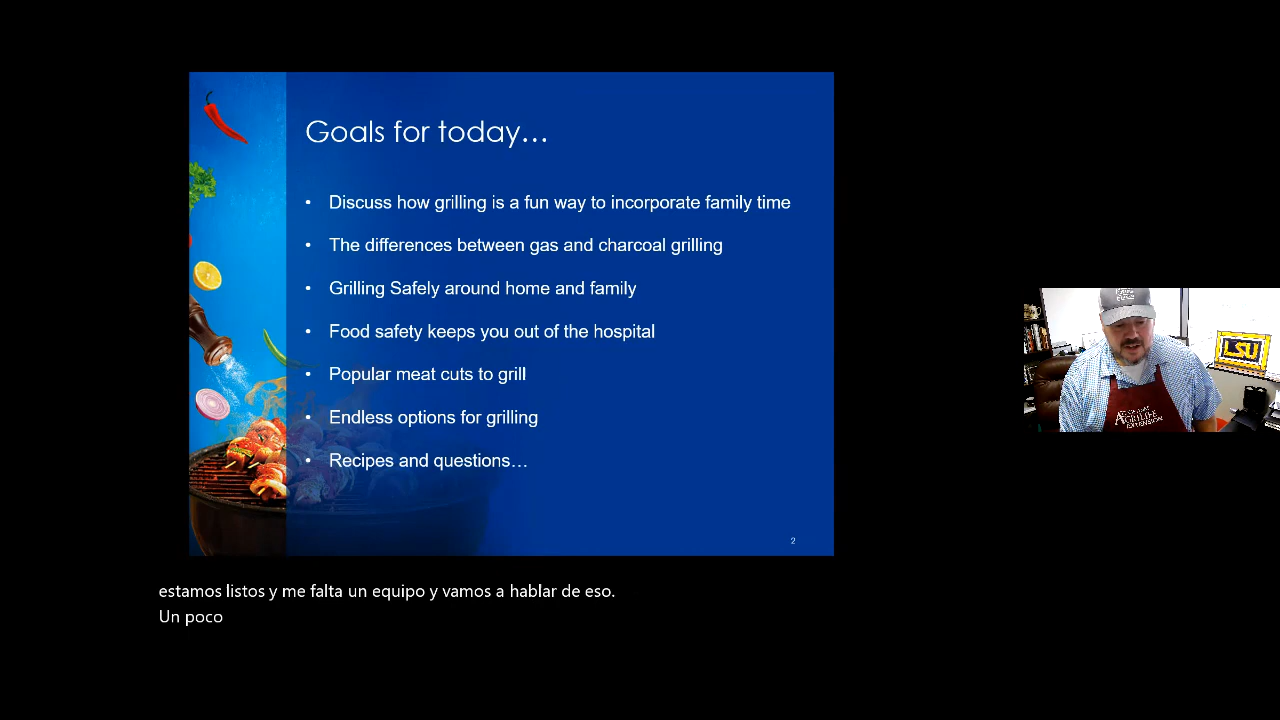 Goals for today…
• Discuss how grilling is a fun way to incorporate family time
• The differences between gas and charcoal grilling
• Grilling Safely around home and family
• Food safety keeps you out of the hospital
• Popular meat cuts to grill
• Endless options for grilling
• Recipes and questions…
2
LSU
AGRILIFE
EXTENSION
estamos listos y me falta un equipo y vamos a hablar de eso.
Un poco